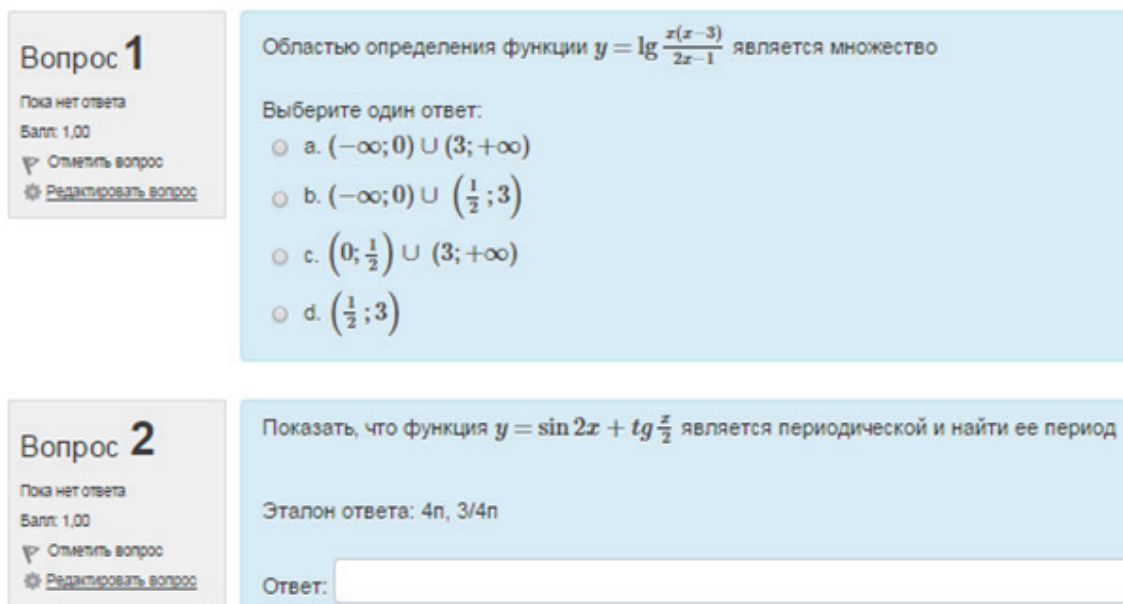 Вопрос 1
Пока нет ответа
Балл: 1,00
Отметить вопрос
Редактировать вопрос
Областью определения функции y = lg x(x−3)/2x−1 является множество
Выберите один ответ:
a. (−∞; 0) ∪ (3; +∞)
b. (−∞; 0) ∪ (1/2 ; 3)
c. (0; 1/2) ∪ (3; +∞)
d. (1/2 ; 3)
Вопрос 2
Пока нет ответа
Балл: 1,00
Отметить вопрос
Редактировать вопрос
Показать, что функция y = sin 2x + tg x/2 является периодической и найти ее период
Эталон ответа: 4п, 3/4п
Ответ: